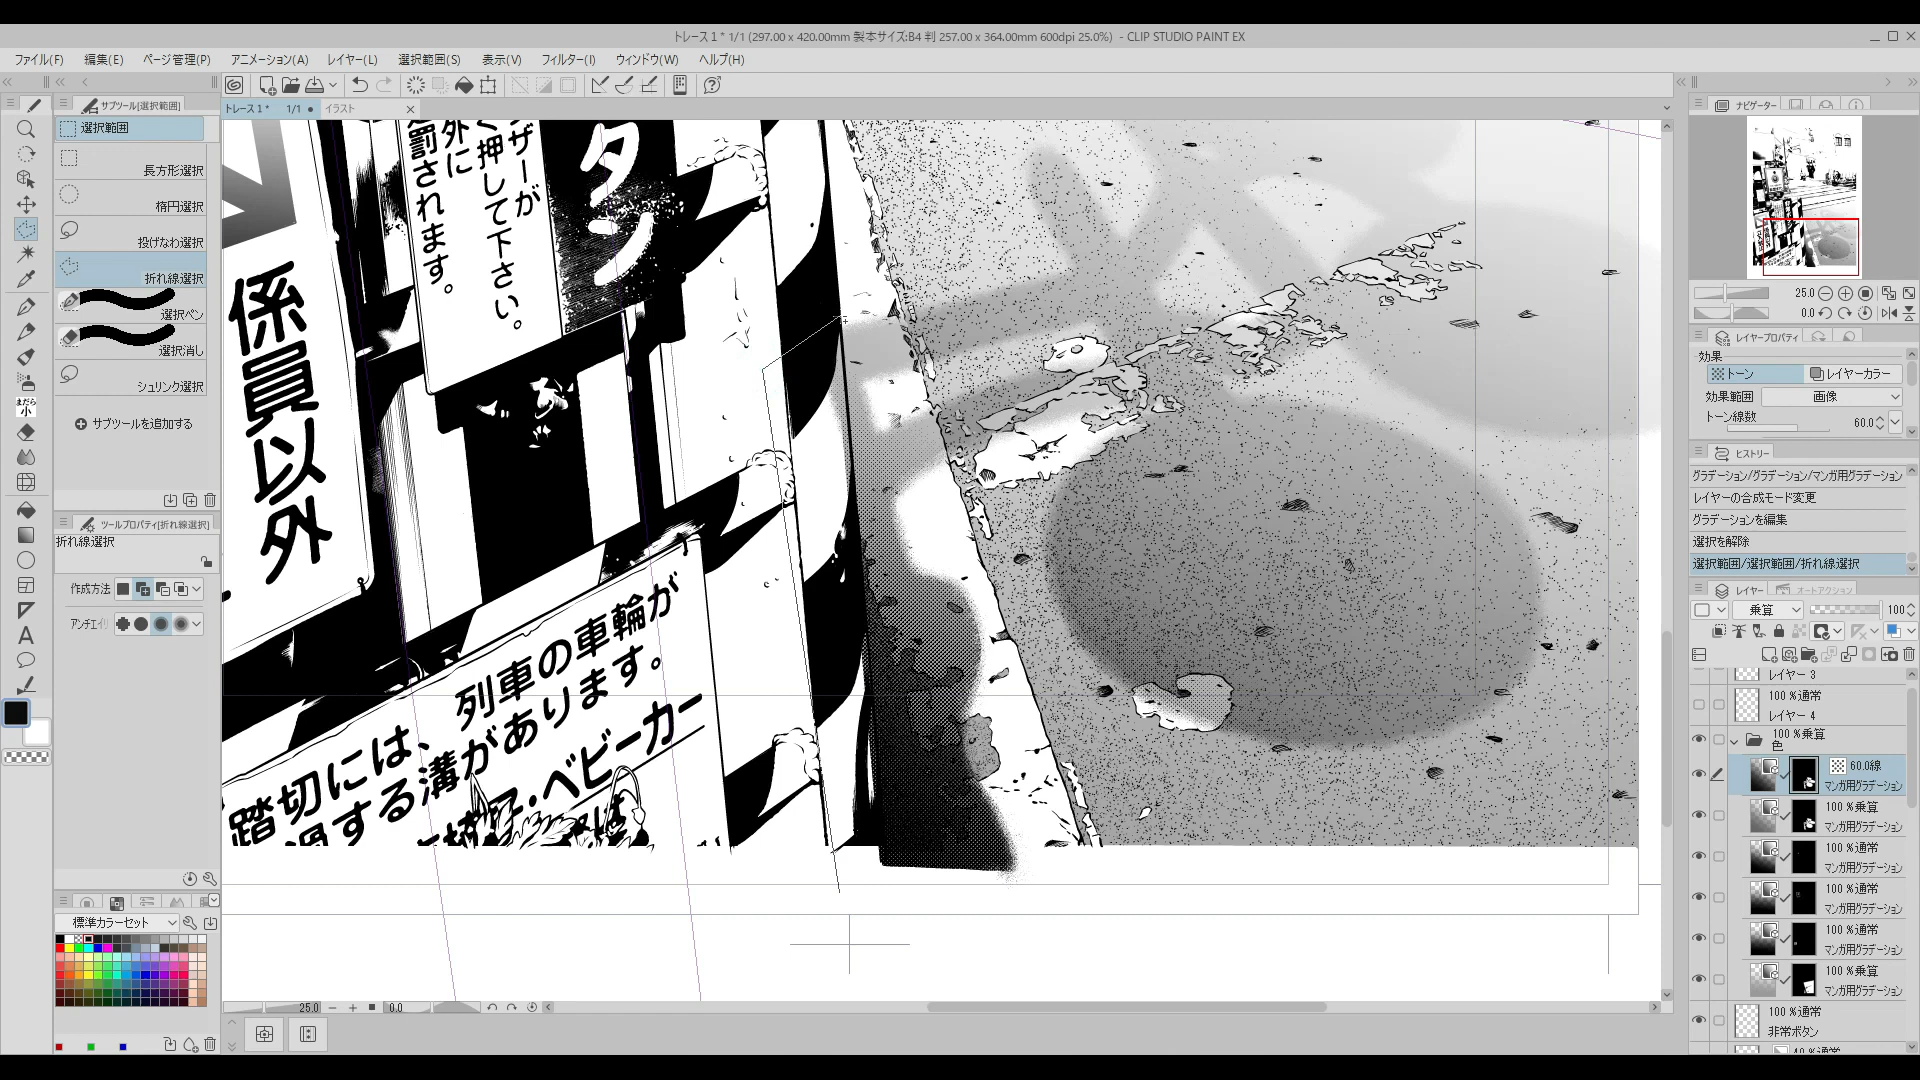 トレース1* 1/1 (297.00 x 420.00mm 製本サイズ:B4 判 257.00 x 364.00mm 600dpi 25.0%) - CLIP STUDIO PAINT EX
ファイル(F) 編集(E) ページ管理(P) アニメーション(A) レイヤー(L) 選択範囲(S) 表示(V) フィルター(I) ウィンドウ(W) ヘルプ(H)
サブツール[選択範囲]
選択範囲
長方形選択
楕円選択
投げなわ選択
折れ線選択
選択ペン
選択消し
シュリンク選択
サブツールを追加する
ツールプロパティ[折れ線選択]
折れ線選択
作成方法
アンチエイ
標準カラーセット
まだら
小
トレース1* 1/1
イラスト
ザーが
く押して下さい。
外に
罰されます。
タン
係員以外
踏切には、列車の車輪が
過する溝があります。
・ベビーカー
は
25.0
0.0
ナビゲーター
25.0
0.0
レイヤープロパティ
効果
トーン
レイヤーカラー
効果範囲 画像
トーン線数 60.0
ヒストリー
グラデーション/グラデーション/マンガ用グラデーション
レイヤーの合成モード変更
グラデーションを編集
選択を解除
選択範囲/選択範囲/折れ線選択
レイヤー オートアクション
乗算 100
レイヤー 3
100 %通常
レイヤー 4
100 %乗算
色
60.0線
マンガ用グラデーション
100 %乗算
マンガ用グラデーション
100 %通常
マンガ用グラデーション
100 %通常
マンガ用グラデーション
100 %通常
マンガ用グラデーション
100 %乗算
マンガ用グラデーション
100 %通常
非常ボタン
40 %通常